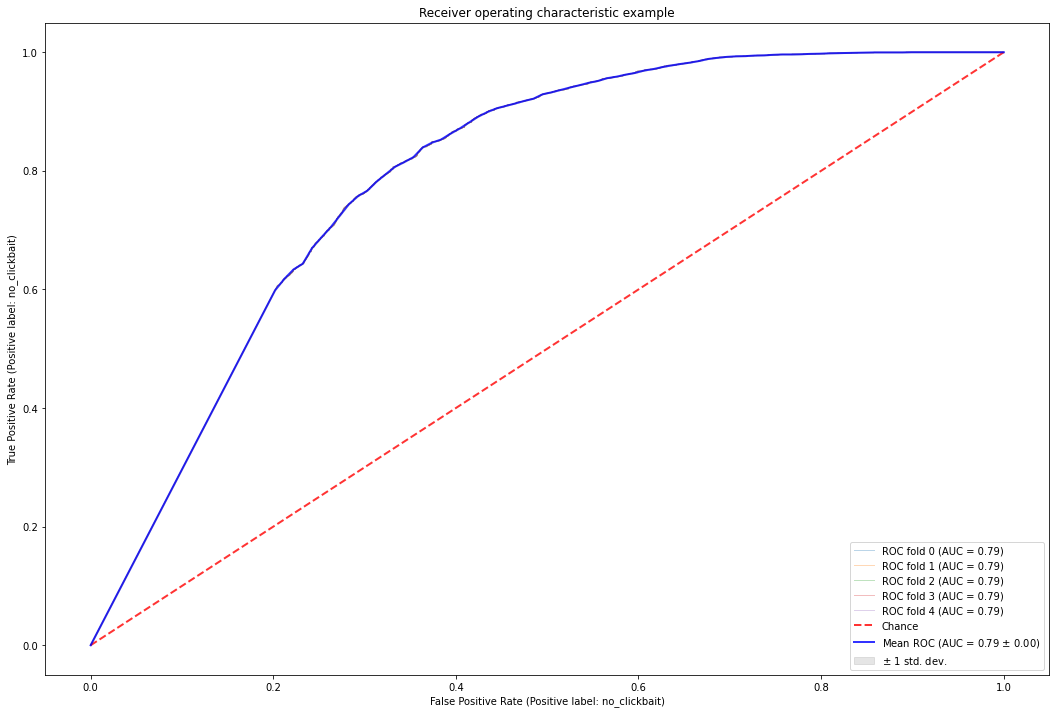 Receiver operating characteristic example
True Positive Rate (Positive label: no_clickbait)
1.0
0.8
0.6
0.4
0.2
0.0
ROC fold 0 (AUC = 0.79)
ROC fold 1 (AUC = 0.79)
ROC fold 2 (AUC = 0.79)
ROC fold 3 (AUC = 0.79)
ROC fold 4 (AUC = 0.79)
Chance
Mean ROC (AUC = 0.79 ± 0.00)
± 1 std. dev.
0.0 0.2 0.4 0.6 0.8 1.0
False Positive Rate (Positive label: no_clickbait)